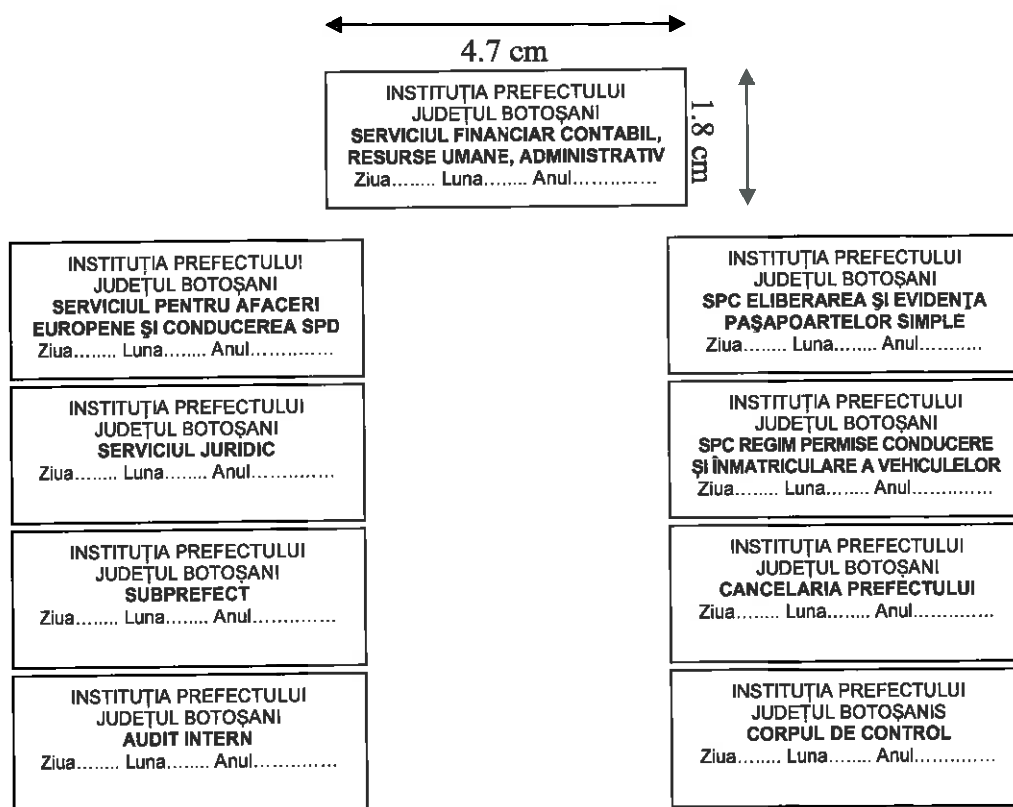 4.7 cm
INSTITUȚIA PREFECTULUI
JUDEȚUL BOTOȘANI
SERVICIUL FINANCIAR CONTABIL,
RESURSE UMANE, ADMINISTRATIV
Ziua........ Luna........ Anul..............
1.8 cm
INSTITUȚIA PREFECTULUI
JUDEȚUL BOTOȘANI
SERVICIUL PENTRU AFACERI
EUROPENE ȘI CONDUCEREA SPD
Ziua........ Luna........ Anul..............
INSTITUȚIA PREFECTULUI
JUDEȚUL BOTOȘANI
SERVICIUL JURIDIC
Ziua........ Luna........ Anul..............
INSTITUȚIA PREFECTULUI
JUDEȚUL BOTOȘANI
SUBPREFECT
Ziua........ Luna........ Anul..............
INSTITUȚIA PREFECTULUI
JUDEȚUL BOTOȘANI
AUDIT INTERN
Ziua........ Luna........ Anul..............
INSTITUȚIA PREFECTULUI
JUDEȚUL BOTOȘANI
SPC ELIBERAREA ȘI EVIDENȚA
PAȘAPOARTELOR SIMPLE
Ziua........ Luna........ Anul...........
INSTITUȚIA PREFECTULUI
JUDEȚUL BOTOȘANI
SPC REGIM PERMISE CONDUCERE
ȘI ÎNMATRICULARE A VEHICULELOR
Ziua........ Luna........ Anul.............
INSTITUȚIA PREFECTULUI
JUDEȚUL BOTOȘANI
CANCELARIA PREFECTULUI
Ziua........ Luna........ Anul..............
INSTITUȚIA PREFECTULUI
JUDEȚUL BOTOȘANIS
CORPUL DE CONTROL
Ziua........ Luna........ Anul..............